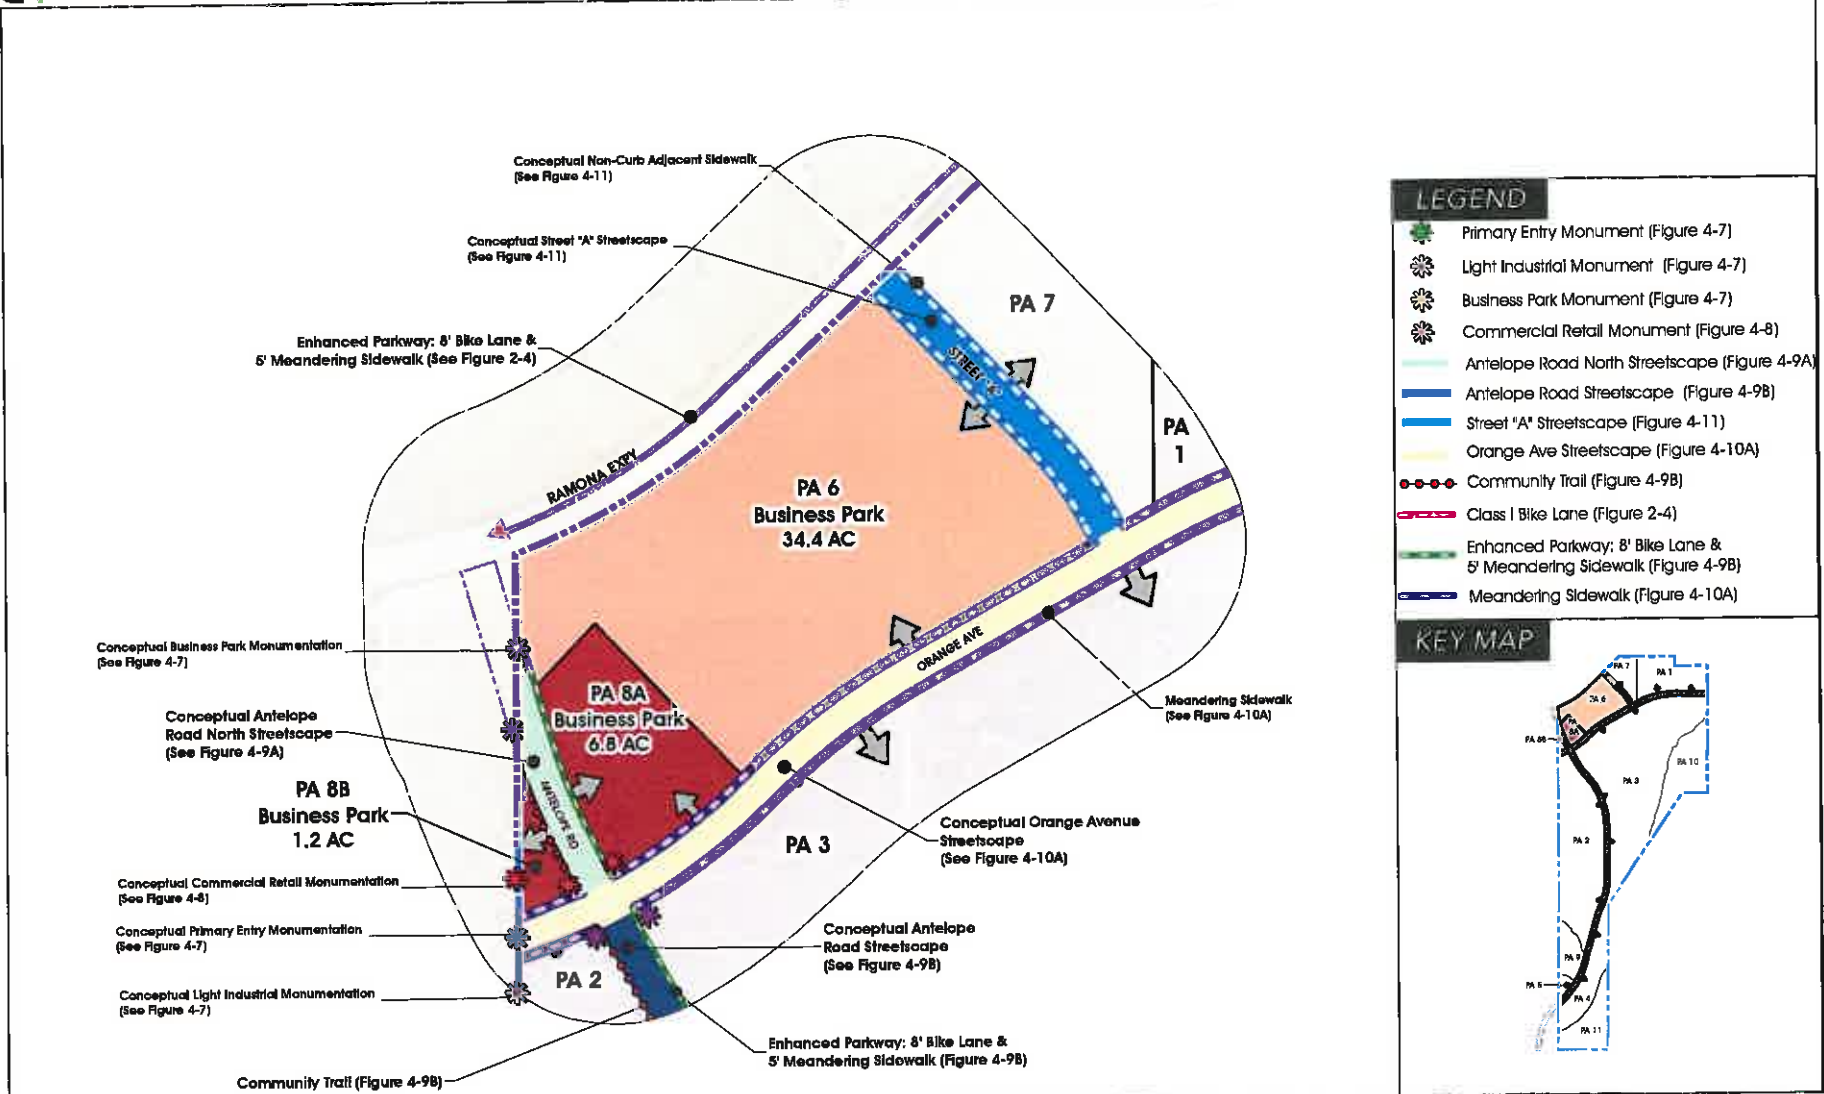 Conceptual Non-Curb Adjacent Sidewalk
(See Figure 4-11)
Conceptual Street "A" Streetscape
(See Figure 4-11)
Enhanced Parkway: 8' Bike Lane &
5' Meandering Sidewalk (See Figure 2-4)
RAMONA EXPY
STREET "A"
PA 7
PA
1
PA 6
Business Park
34.4 AC
ORANGE AVE
Conceptual Business Park Monumentation
(See Figure 4-7)
Conceptual Antelope
Road North Streetscape
(See Figure 4-9A)
PA 8A
Business Park
6.8 AC
ANTELOPE RD
PA 8B
Business Park
1.2 AC
Meandering Sidewalk
(See Figure 4-10A)
PA 3
Conceptual Orange Avenue
Streetscape
(See Figure 4-10A)
Conceptual Commercial Retail Monumentation
(See Figure 4-8)
Conceptual Primary Entry Monumentation
(See Figure 4-7)
Conceptual Light Industrial Monumentation
(See Figure 4-7)
PA 2
Conceptual Antelope
Road Streetscape
(See Figure 4-9B)
Enhanced Parkway: 8' Bike Lane &
5' Meandering Sidewalk (Figure 4-9B)
Community Trail (Figure 4-9B)
LEGEND
Primary Entry Monument (Figure 4-7)
Light Industrial Monument (Figure 4-7)
Business Park Monument (Figure 4-7)
Commercial Retail Monument (Figure 4-8)
Antelope Road North Streetscape (Figure 4-9A)
Antelope Road Streetscape (Figure 4-9B)
Street "A" Streetscape (Figure 4-11)
Orange Ave Streetscape (Figure 4-10A)
Community Trail (Figure 4-9B)
Class I Bike Lane (Figure 2-4)
Enhanced Parkway: 8' Bike Lane &
5' Meandering Sidewalk (Figure 4-9B)
Meandering Sidewalk (Figure 4-10A)
KEY MAP
PA 7
PA 1
PA 6
PA 8B
PA 10
PA 3
PA 2
PA 9
PA 5
PA 4
PA 11